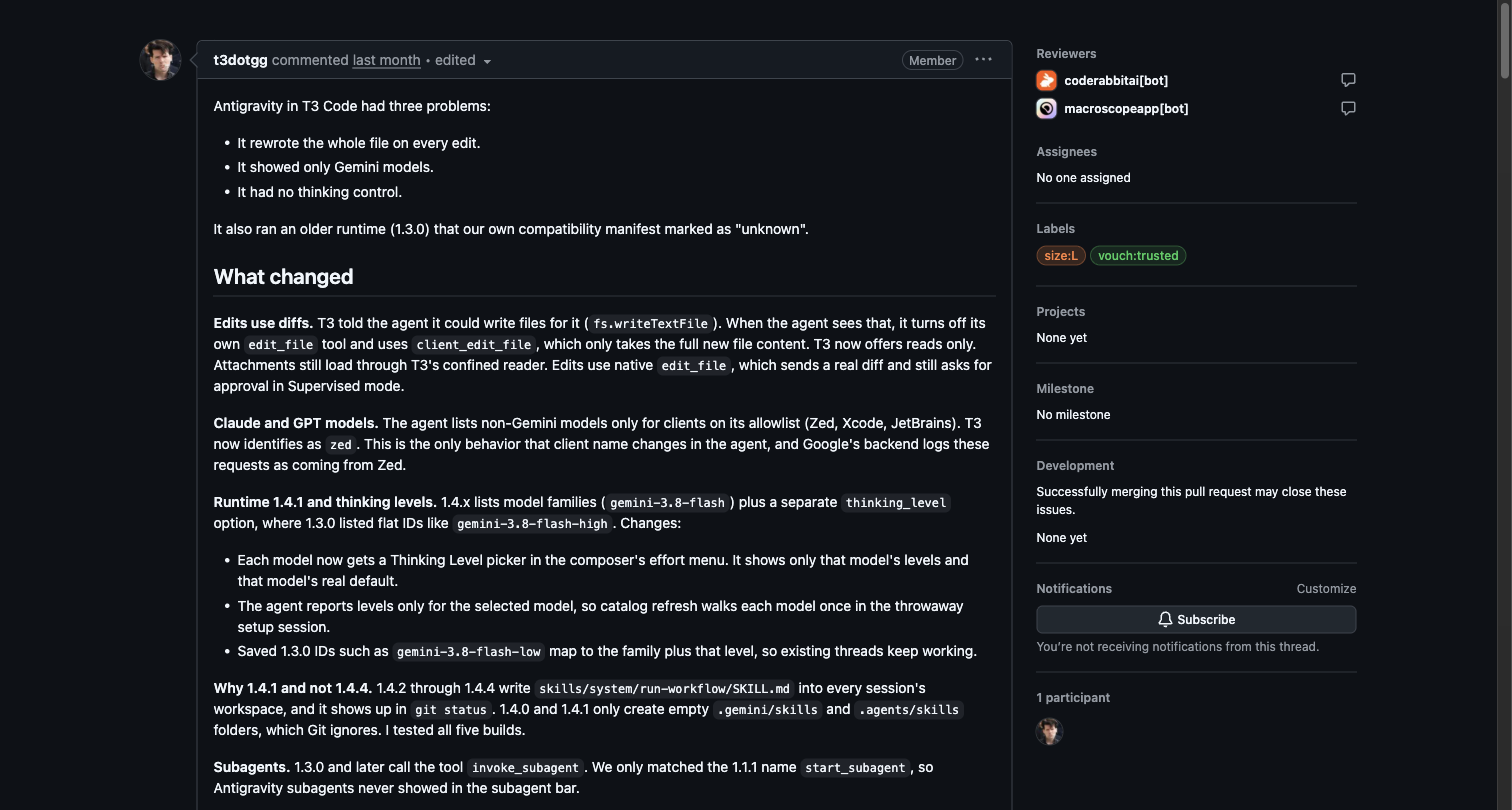 t3dotgg commented last month • edited
Member
Antigravity in T3 Code had three problems:
• It rewrote the whole file on every edit.
• It showed only Gemini models.
• It had no thinking control.
It also ran an older runtime (1.3.0) that our own compatibility manifest marked as "unknown".
What changed
Edits use diffs. T3 told the agent it could write files for it ( fs.writeTextFile ). When the agent sees that, it turns off its
own edit_file tool and uses client_edit_file , which only takes the full new file content. T3 now offers reads only.
Attachments still load through T3's confined reader. Edits use native edit_file , which sends a real diff and still asks for
approval in Supervised mode.
Claude and GPT models. The agent lists non-Gemini models only for clients on its allowlist (Zed, Xcode, JetBrains). T3
now identifies as zed . This is the only behavior that client name changes in the agent, and Google's backend logs these
requests as coming from Zed.
Runtime 1.4.1 and thinking levels. 1.4.x lists model families ( gemini-3.8-flash ) plus a separate thinking_level
option, where 1.3.0 listed flat IDs like gemini-3.8-flash-high . Changes:
• Each model now gets a Thinking Level picker in the composer's effort menu. It shows only that model's levels and
that model's real default.
• The agent reports levels only for the selected model, so catalog refresh walks each model once in the throwaway
setup session.
• Saved 1.3.0 IDs such as gemini-3.8-flash-low map to the family plus that level, so existing threads keep working.
Why 1.4.1 and not 1.4.4. 1.4.2 through 1.4.4 write skills/system/run-workflow/SKILL.md into every session's
workspace, and it shows up in git status . 1.4.0 and 1.4.1 only create empty .gemini/skills and .agents/skills
folders, which Git ignores. I tested all five builds.
Subagents. 1.3.0 and later call the tool invoke_subagent . We only matched the 1.1.1 name start_subagent , so
Antigravity subagents never showed in the subagent bar.
Reviewers
coderabbitai[bot]
macroscopeapp[bot]
Assignees
No one assigned
Labels
size:L
vouch:trusted
Projects
None yet
Milestone
No milestone
Development
Successfully merging this pull request may close these
issues.
None yet
Notifications
Customize
Subscribe
You're not receiving notifications from this thread.
1 participant